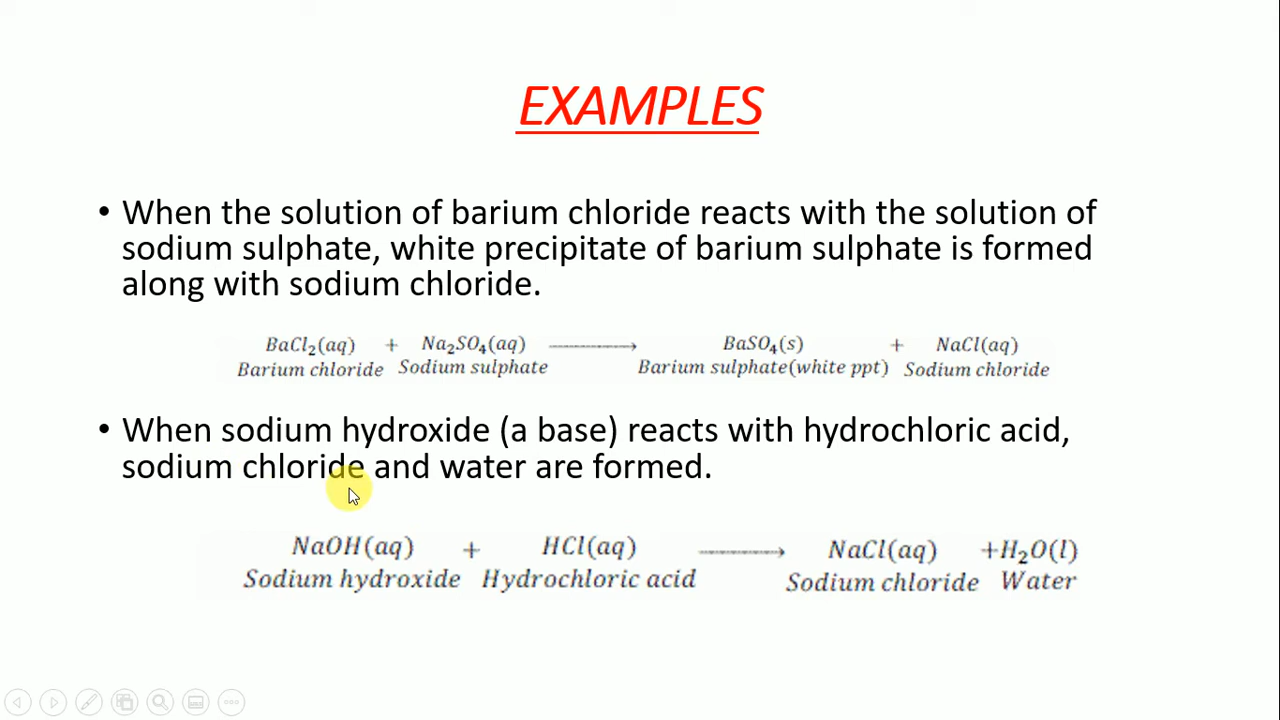 EXAMPLES
• When the solution of barium chloride reacts with the solution of
sodium sulphate, white precipitate of barium sulphate is formed
along with sodium chloride.
BaCl₂(aq) + Na₂SO₄(aq) ⟶ BaSO₄(s) + NaCl(aq)
Barium chloride Sodium sulphate Barium sulphate(white ppt) Sodium chloride
• When sodium hydroxide (a base) reacts with hydrochloric acid,
sodium chloride and water are formed.
NaOH(aq) + HCl(aq) ⟶ NaCl(aq) +H₂O(l)
Sodium hydroxide Hydrochloric acid Sodium chloride Water